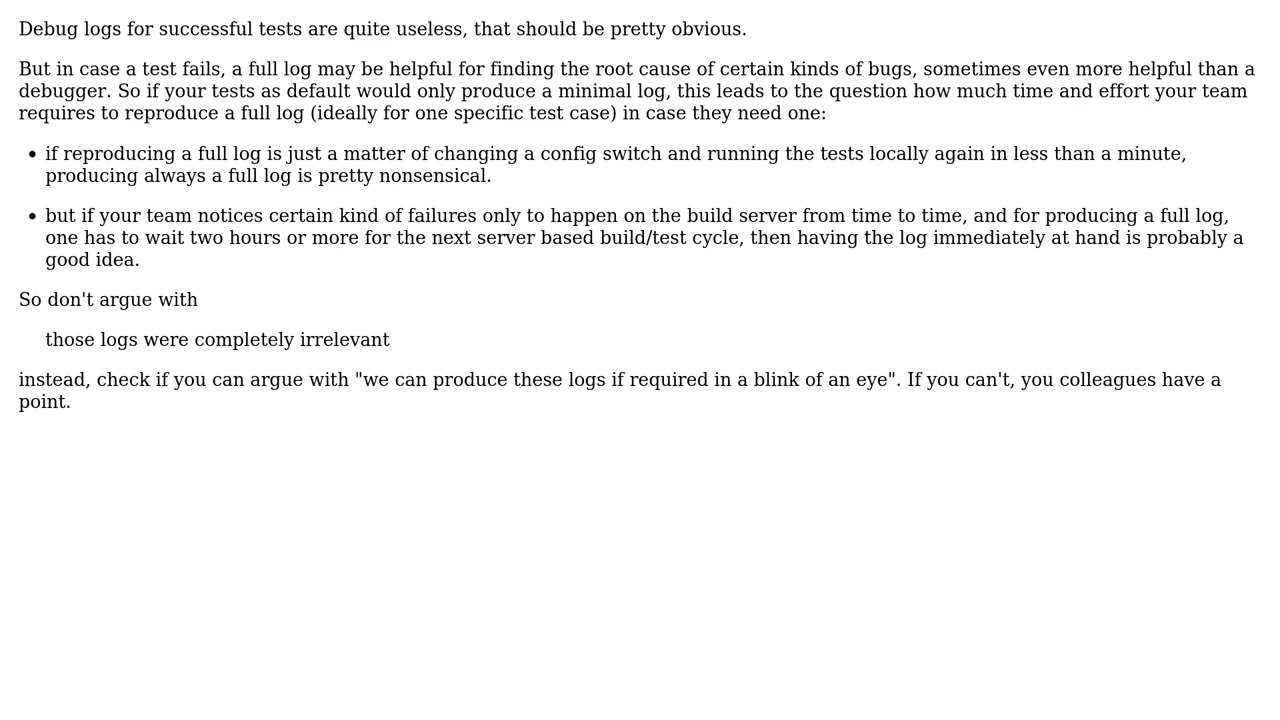 Debug logs for successful tests are quite useless, that should be pretty obvious.
But in case a test fails, a full log may be helpful for finding the root cause of certain kinds of bugs, sometimes even more helpful than a
debugger. So if your tests as default would only produce a minimal log, this leads to the question how much time and effort your team
requires to reproduce a full log (ideally for one specific test case) in case they need one:
• if reproducing a full log is just a matter of changing a config switch and running the tests locally again in less than a minute,
producing always a full log is pretty nonsensical.
• but if your team notices certain kind of failures only to happen on the build server from time to time, and for producing a full log,
one has to wait two hours or more for the next server based build/test cycle, then having the log immediately at hand is probably a
good idea.
So don't argue with
those logs were completely irrelevant
instead, check if you can argue with "we can produce these logs if required in a blink of an eye". If you can't, you colleagues have a
point.